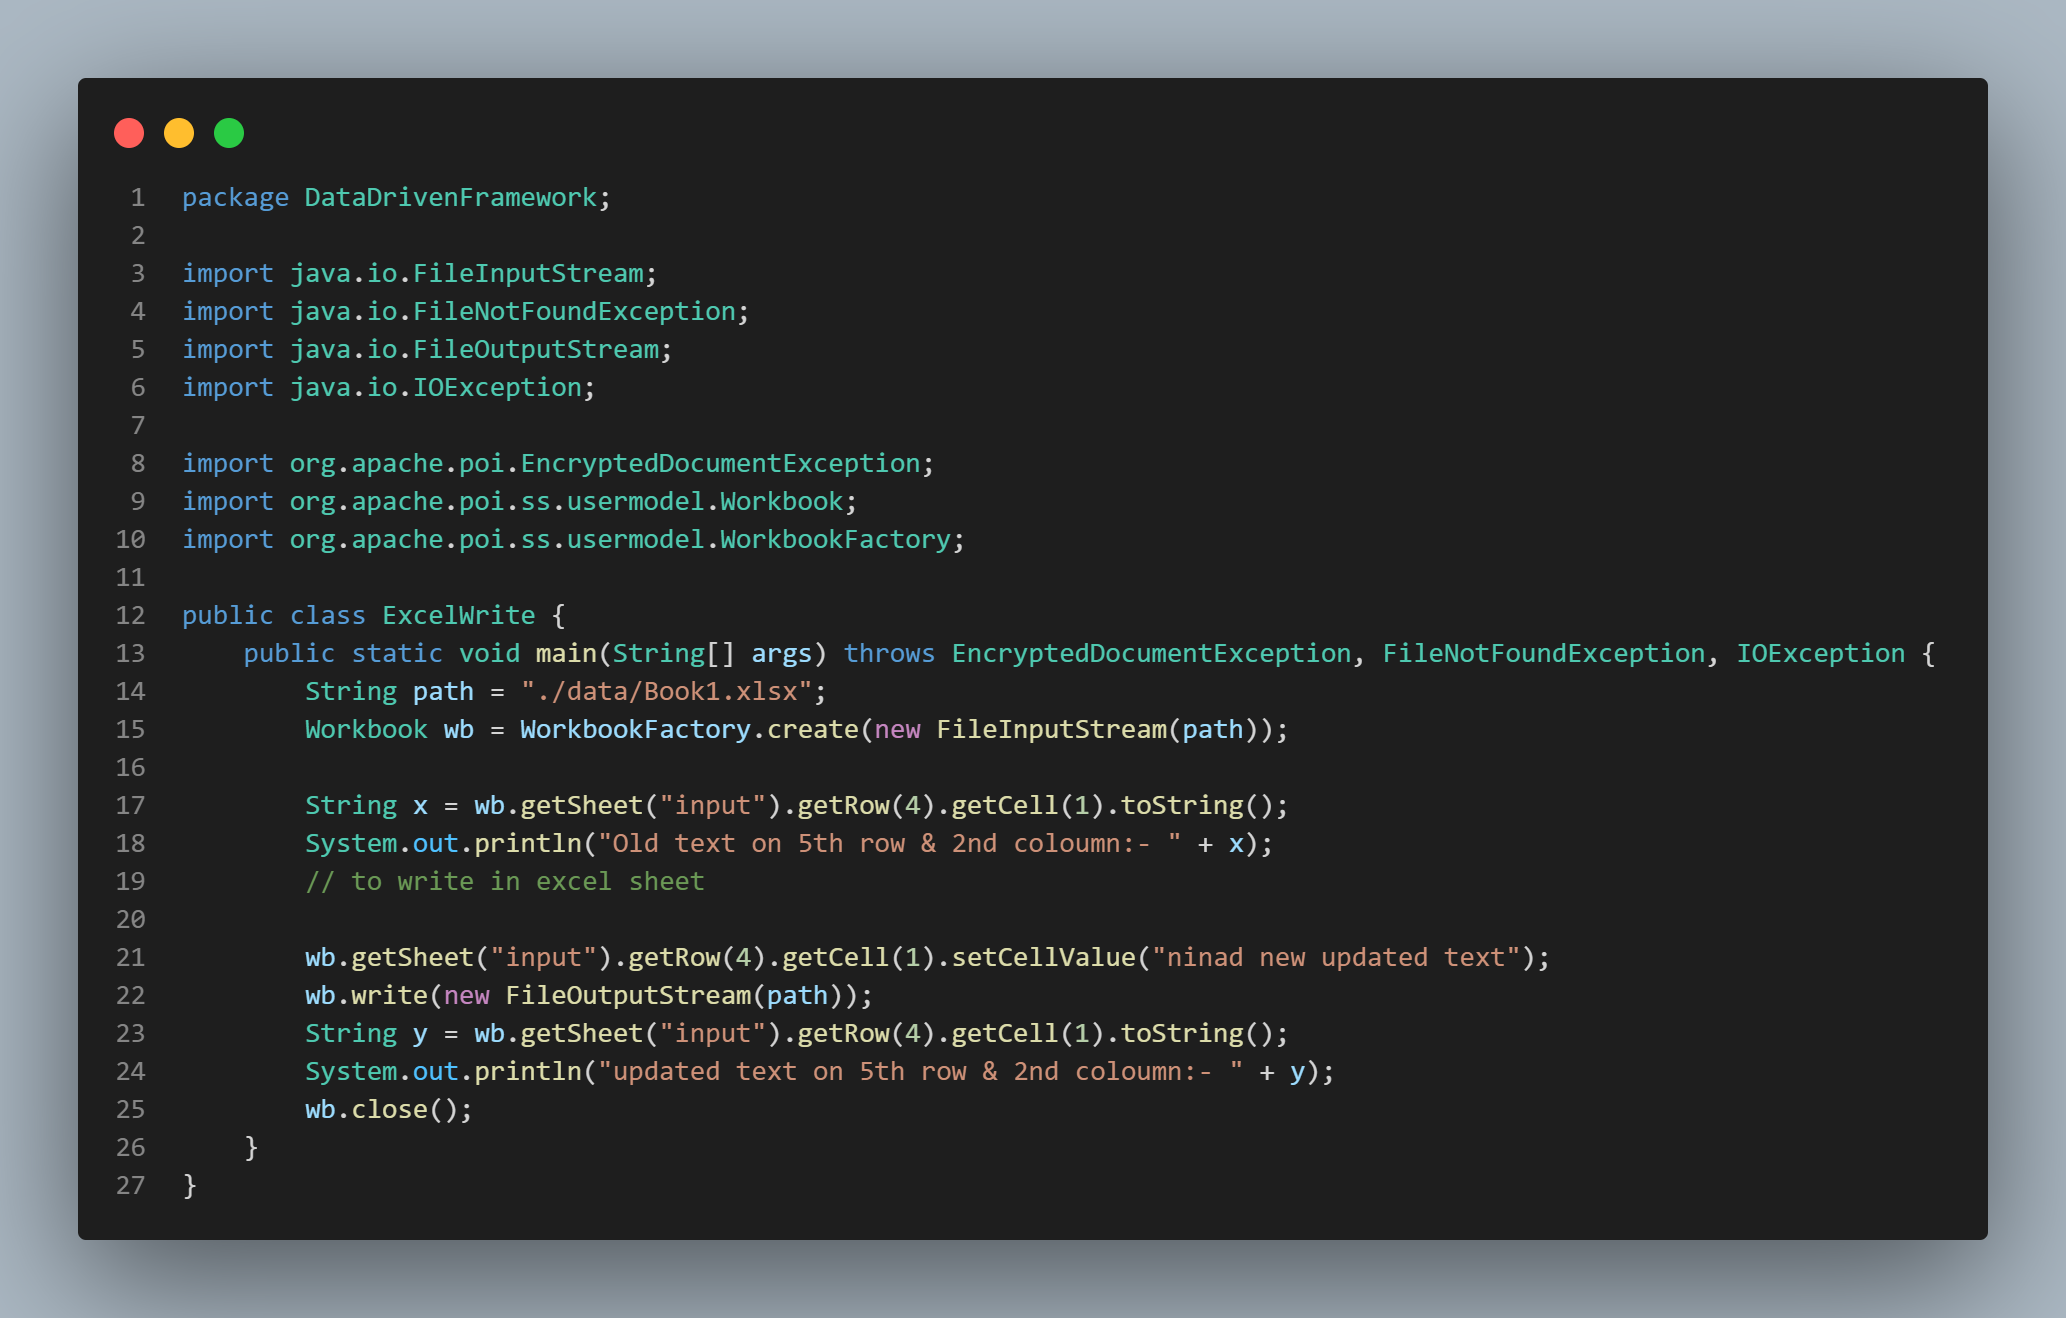 1 package DataDrivenFramework;
2
3 import java.io.FileInputStream;
4 import java.io.FileNotFoundException;
5 import java.io.FileOutputStream;
6 import java.io.IOException;
7
8 import org.apache.poi.EncryptedDocumentException;
9 import org.apache.poi.ss.usermodel.Workbook;
10 import org.apache.poi.ss.usermodel.WorkbookFactory;
11
12 public class ExcelWrite {
13     public static void main(String[] args) throws EncryptedDocumentException, FileNotFoundException, IOException {
14         String path = "./data/Book1.xlsx";
15         Workbook wb = WorkbookFactory.create(new FileInputStream(path));
16
17         String x = wb.getSheet("input").getRow(4).getCell(1).toString();
18         System.out.println("Old text on 5th row & 2nd coloumn:- " + x);
19         // to write in excel sheet
20
21         wb.getSheet("input").getRow(4).getCell(1).setCellValue("ninad new updated text");
22         wb.write(new FileOutputStream(path));
23         String y = wb.getSheet("input").getRow(4).getCell(1).toString();
24         System.out.println("updated text on 5th row & 2nd coloumn:- " + y);
25         wb.close();
26     }
27 }